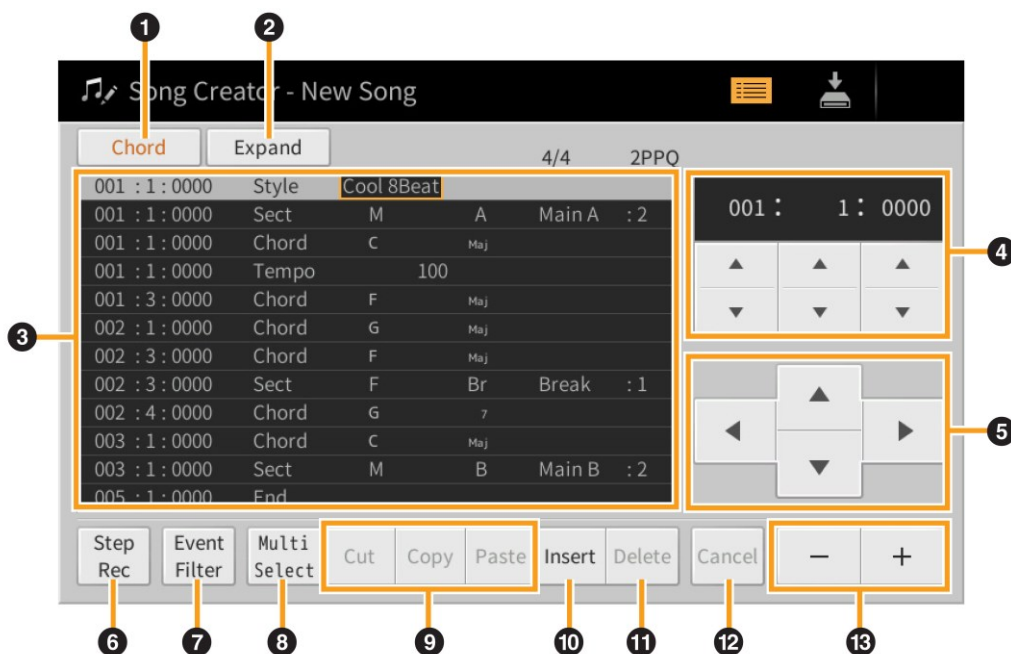 1 2
Song Creator - New Song
Chord Expand
4/4 2PPQ
001 : 1 : 0000 Style Cool 8Beat
001 : 1 : 0000 Sect M A Main A : 2
001 : 1 : 0000 Chord C Maj
001 : 1 : 0000 Tempo 100
001 : 3 : 0000 Chord F Maj
002 : 1 : 0000 Chord G Maj
002 : 3 : 0000 Chord F Maj
002 : 3 : 0000 Sect F Br Break : 1
002 : 4 : 0000 Chord G 7
003 : 1 : 0000 Chord C Maj
003 : 1 : 0000 Sect M B Main B : 2
005 : 1 : 0000 End
3
001 : 1 : 0000
4
5
Step Rec
Event Filter
Multi Select
Cut Copy Paste Insert Delete Cancel − +
6 7 8 9 10 11 12 13